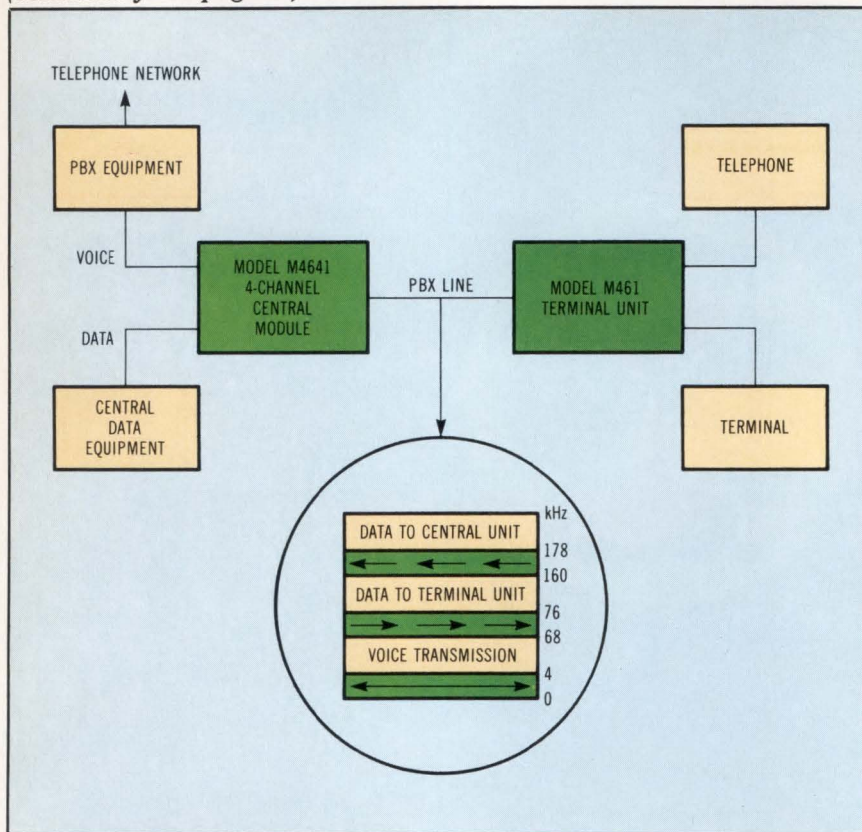 TELEPHONE NETWORK
PBX EQUIPMENT
VOICE
DATA
CENTRAL
DATA
EQUIPMENT
MODEL M4641
4-CHANNEL
CENTRAL
MODULE
PBX LINE
MODEL M461
TERMINAL UNIT
TELEPHONE
TERMINAL
kHz
DATA TO CENTRAL UNIT
178
160
DATA TO TERMINAL UNIT
76
68
VOICE TRANSMISSION
4
0